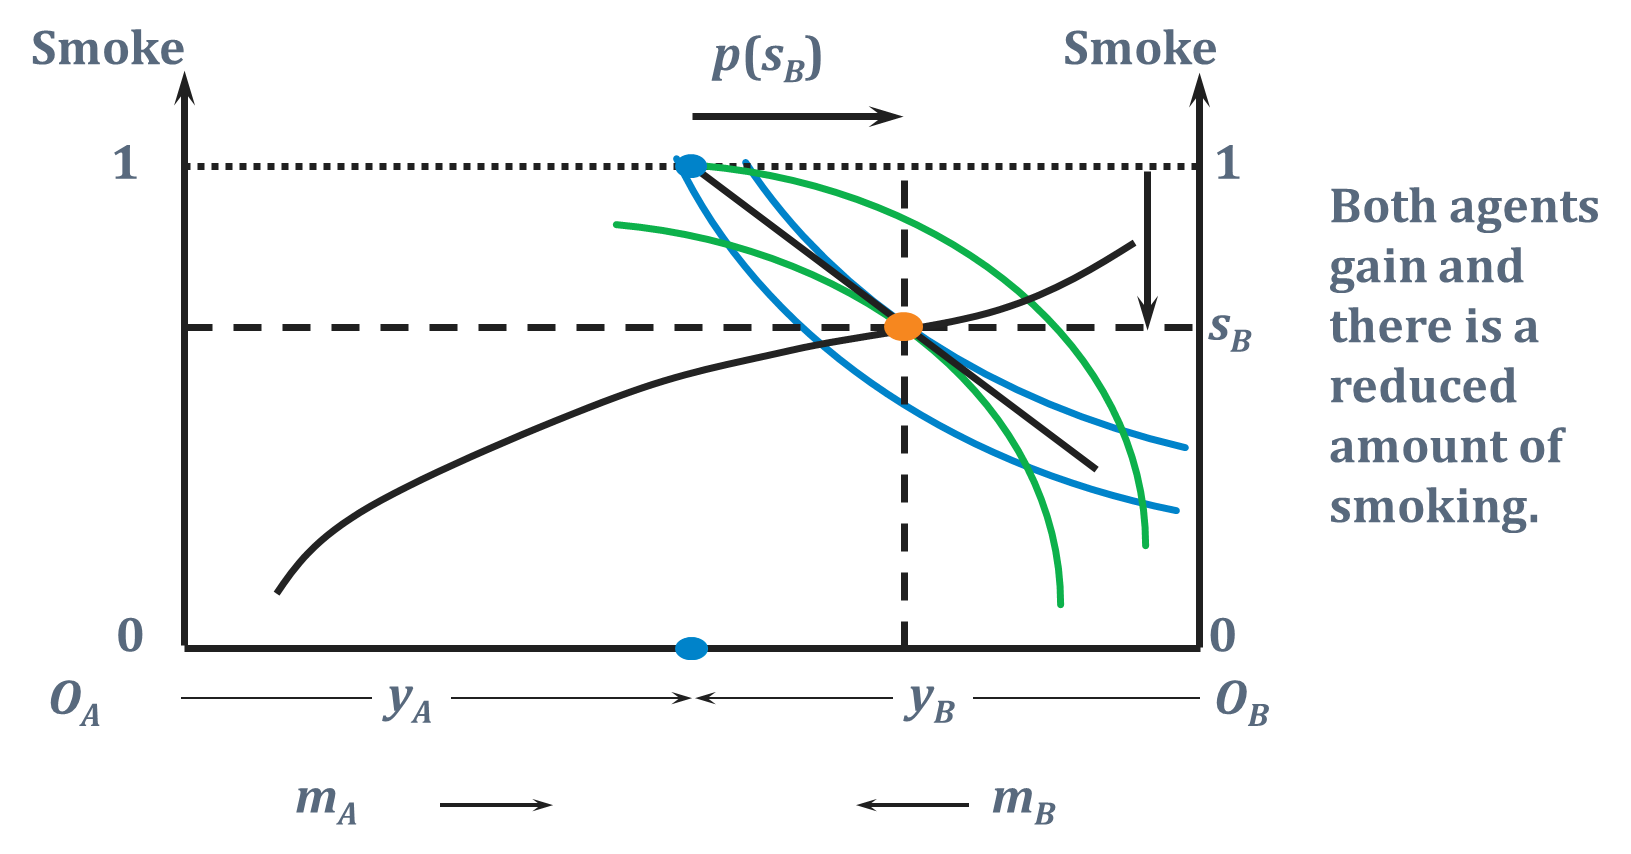 Smoke
p(s_B)
Smoke
1
1
Both agents
gain and
there is a
reduced
amount of
smoking.
s_B
0
0
O_A
y_A
y_B
O_B
m_A
m_B